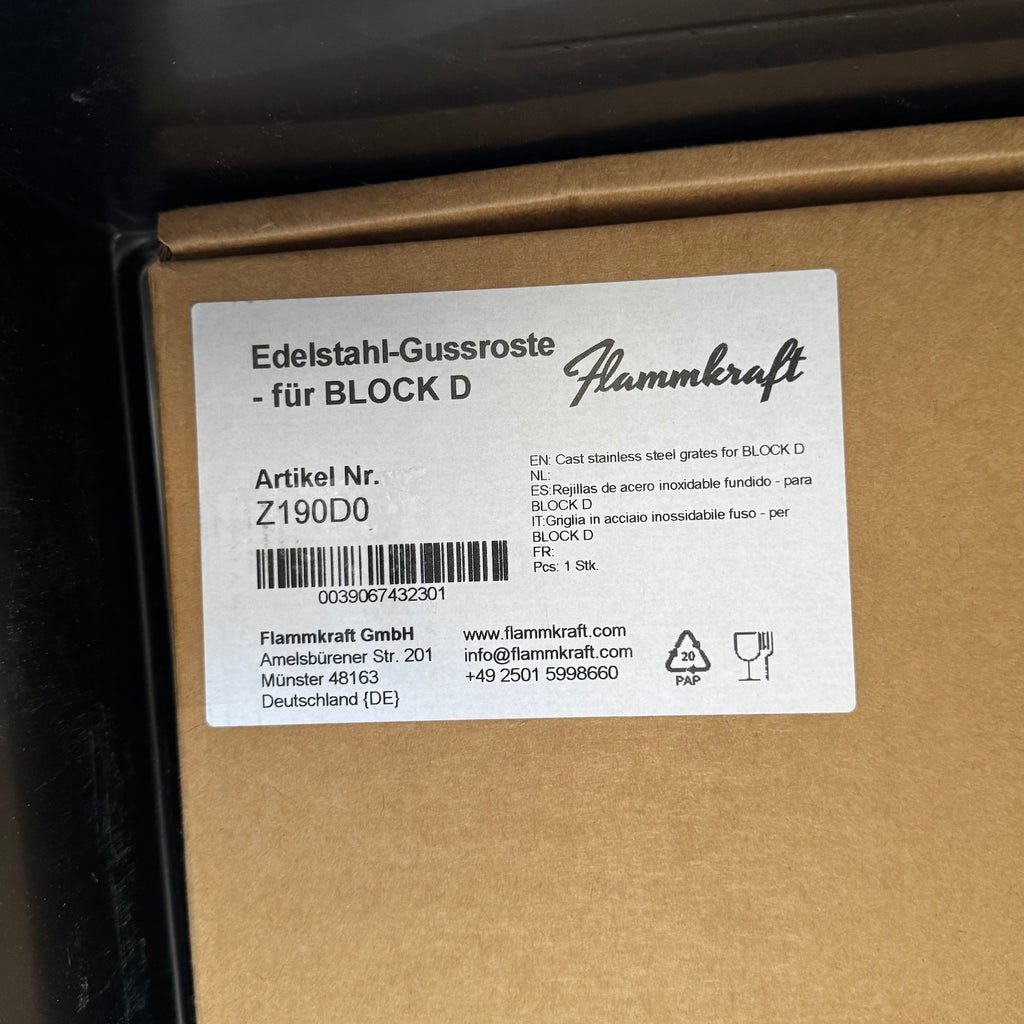 Edelstahl-Gussroste
- für BLOCK D
Flammkraft
Artikel Nr.
Z190D0
0039067432301
EN: Cast stainless steel grates for BLOCK D
NL:
ES:Rejillas de acero inoxidable fundido - para
BLOCK D
IT:Griglia in acciaio inossidabile fuso - per
BLOCK D
FR:
Pcs: 1 Stk.
Flammkraft GmbH
Amelsbürener Str. 201
Münster 48163
Deutschland {DE}
www.flammkraft.com
info@flammkraft.com
+49 2501 5998660
20
PAP